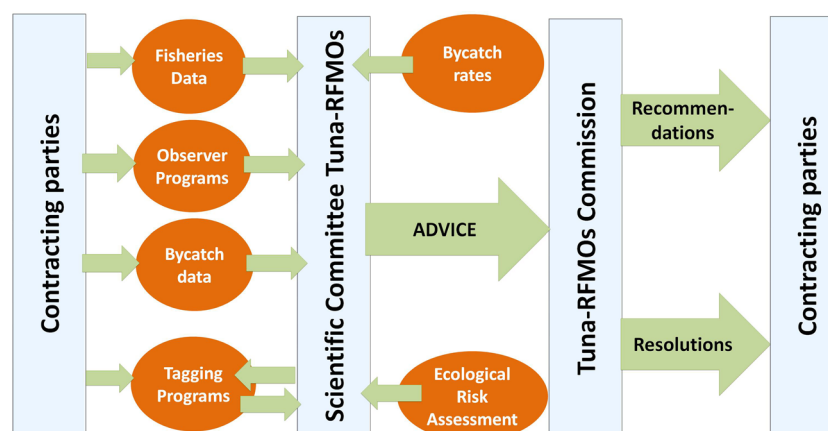 Contracting parties
Fisheries
Data
Observer
Programs
Bycatch
data
Tagging
Programs
Scientific Committee Tuna-RFMOs
Bycatch
rates
ADVICE
Ecological
Risk
Assessment
Tuna-RFMOs Commission
Recommen-
dations
Resolutions
Contracting parties